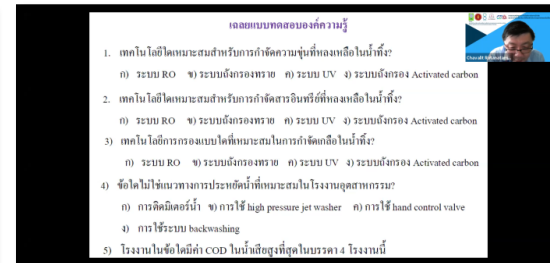 เฉลยแบบทดสอบองค์ความรู้
1. เทคโนโลยีใดเหมาะสมสำหรับการกำจัดความขุ่นที่หลงเหลือในน้ำทิ้ง?
ก) ระบบ RO ข) ระบบถังกรองทราย ค) ระบบ UV ง) ระบบถังกรอง Activated carbon
2. เทคโนโลยีใดเหมาะสมสำหรับการกำจัดสารอินทรีย์ที่หลงเหลือในน้ำทิ้ง?
ก) ระบบ RO ข) ระบบถังกรองทราย ค) ระบบ UV ง) ระบบถังกรอง Activated carbon
3) เทคโนโลยีการกรองแบบใดที่เหมาะสมในการกำจัดเกลือในน้ำทิ้ง?
ก) ระบบ RO ข) ระบบถังกรองทราย ค) ระบบ UV ง) ระบบถังกรอง Activated carbon
4) ข้อใดไม่ใช่แนวทางการประหยัดน้ำที่เหมาะสมในโรงงานอุตสาหกรรม?
ก) การติดมิเตอร์น้ำ ข) การใช้ high pressure jet washer ค) การใช้ hand control valve
ง) การใช้ระบบ backwashing
5) โรงงานในข้อใดมีค่า COD ในน้ำเสียสูงที่สุดในบรรดา 4 โรงงานนี้